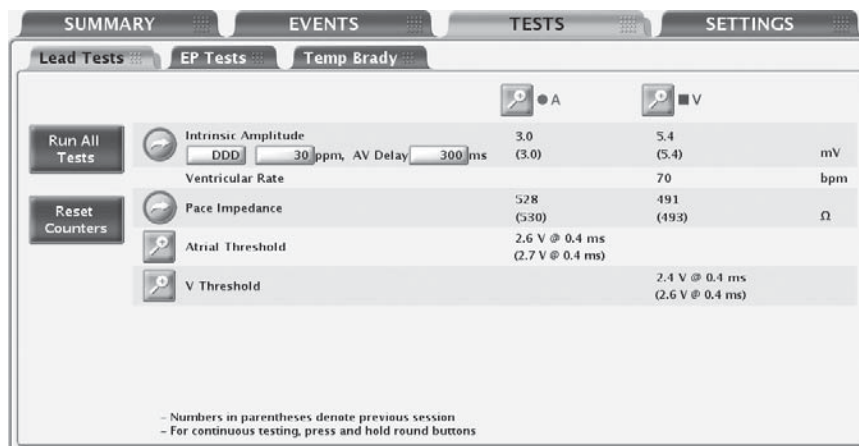 SUMMARY EVENTS TESTS SETTINGS
Lead Tests EP Tests Temp Brady
A V
Run All Tests
Intrinsic Amplitude 3.0 5.4
DDD 30 ppm, AV Delay 300 ms (3.0) (5.4) mV
Ventricular Rate 70 bpm
Reset Counters
Pace Impedance 528 491
(530) (493) Ω
Atrial Threshold 2.6 V @ 0.4 ms
(2.7 V @ 0.4 ms)
V Threshold 2.4 V @ 0.4 ms
(2.6 V @ 0.4 ms)
– Numbers in parentheses denote previous session
– For continuous testing, press and hold round buttons